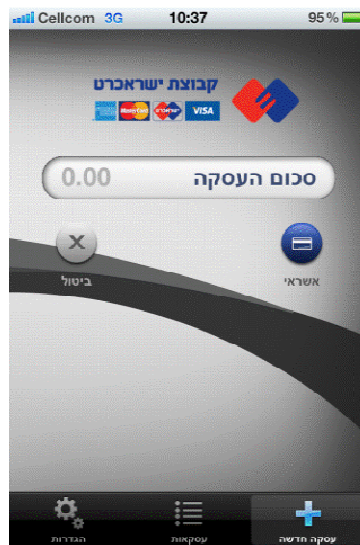 Cellcom 3G 10:37 95%
קבוצת ישראכרט
VISA
סכום העסקה 0.00
אשראי ביטול
עסקה חדשה עסקאות הגדרות